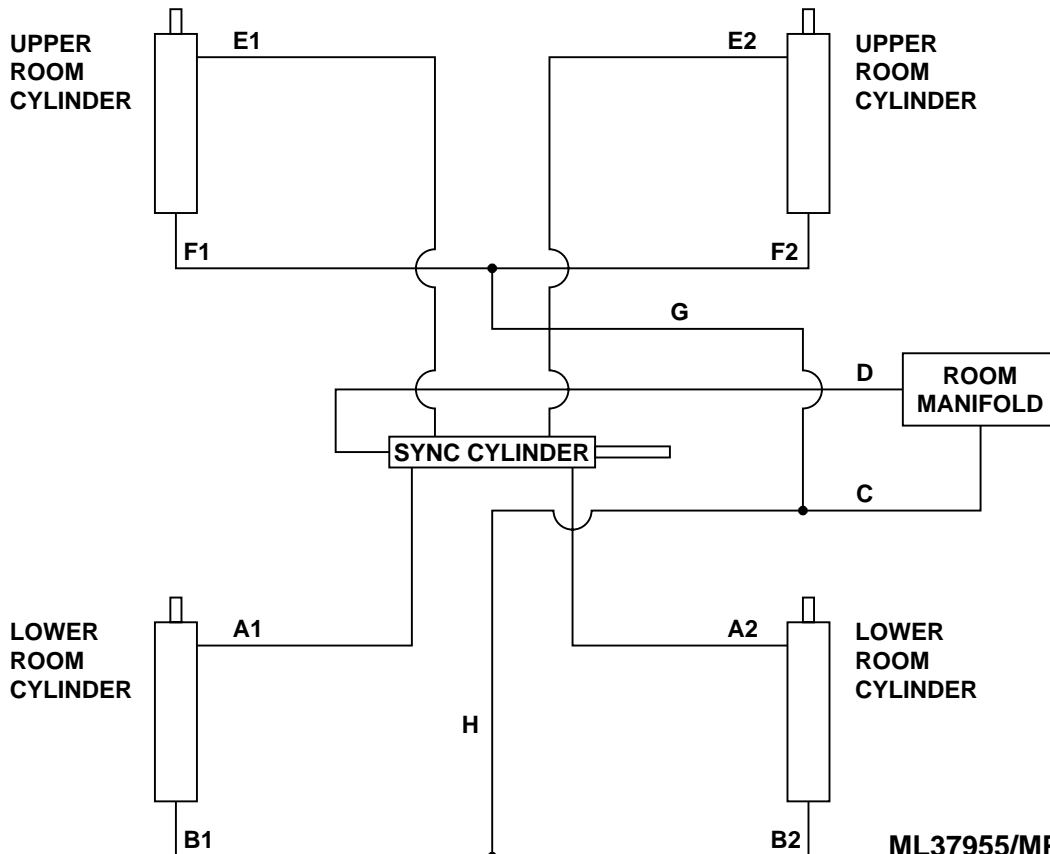 UPPER
ROOM
CYLINDER
E1
E2
UPPER
ROOM
CYLINDER
F1
F2
G
D
ROOM
MANIFOLD
SYNC CYLINDER
C
LOWER
ROOM
CYLINDER
A1
A2
LOWER
ROOM
CYLINDER
H
B1
B2